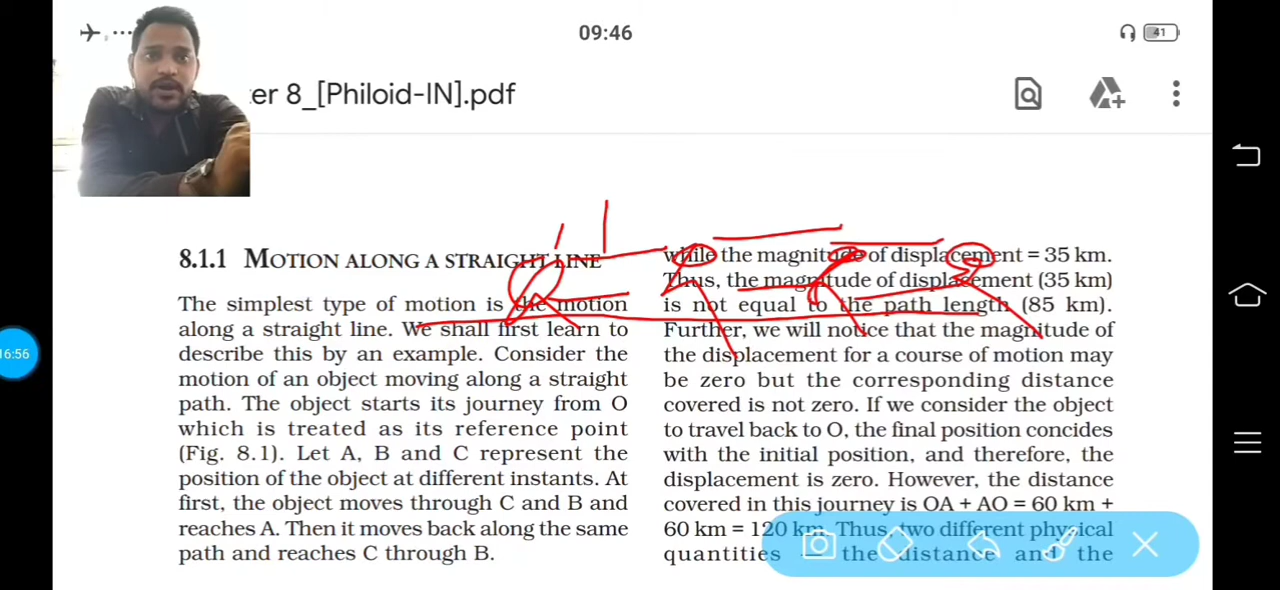 09:46
41
er 8_[Philoid-IN].pdf
16:56
8.1.1 MOTION ALONG A STRAIGHT LINE
The simplest type of motion is the motion
along a straight line. We shall first learn to
describe this by an example. Consider the
motion of an object moving along a straight
path. The object starts its journey from O
which is treated as its reference point
(Fig. 8.1). Let A, B and C represent the
position of the object at different instants. At
first, the object moves through C and B and
reaches A. Then it moves back along the same
path and reaches C through B.
while the magnitude of displacement = 35 km.
Thus, the magnitude of displacement (35 km)
is not equal to the path length (85 km).
Further, we will notice that the magnitude of
the displacement for a course of motion may
be zero but the corresponding distance
covered is not zero. If we consider the object
to travel back to O, the final position concides
with the initial position, and therefore, the
displacement is zero. However, the distance
covered in this journey is OA + AO = 60 km +
60 km = 120 km. Thus, two different physical
quantities — the distance and the